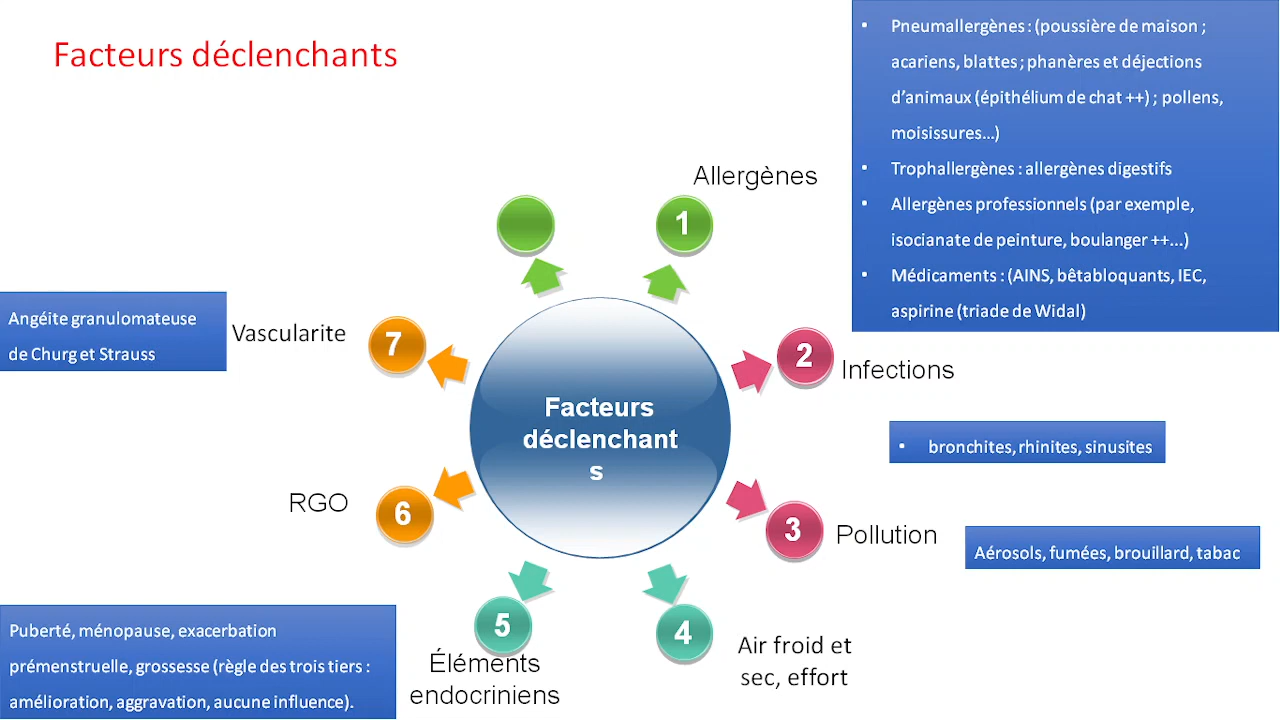 Facteurs déclenchants
• Pneumallergènes : (poussière de maison ;
acariens, blattes ; phanères et déjections
d’animaux (épithélium de chat ++) ; pollens,
moisissures…)
• Trophallergènes : allergènes digestifs
• Allergènes professionnels (par exemple,
isocianate de peinture, boulanger ++...)
• Médicaments : (AINS, bêtabloquants, IEC,
aspirine (triade de Widal)
Allergènes
1
2
Infections
• bronchites, rhinites, sinusites
3
Pollution
Aérosols, fumées, brouillard, tabac
4
Air froid et
sec, effort
5
Éléments
endocriniens
Puberté, ménopause, exacerbation
prémenstruelle, grossesse (règle des trois tiers :
amélioration, aggravation, aucune influence).
6
RGO
7
Vascularite
Angéite granulomateuse
de Churg et Strauss
Facteurs
déclenchant
s